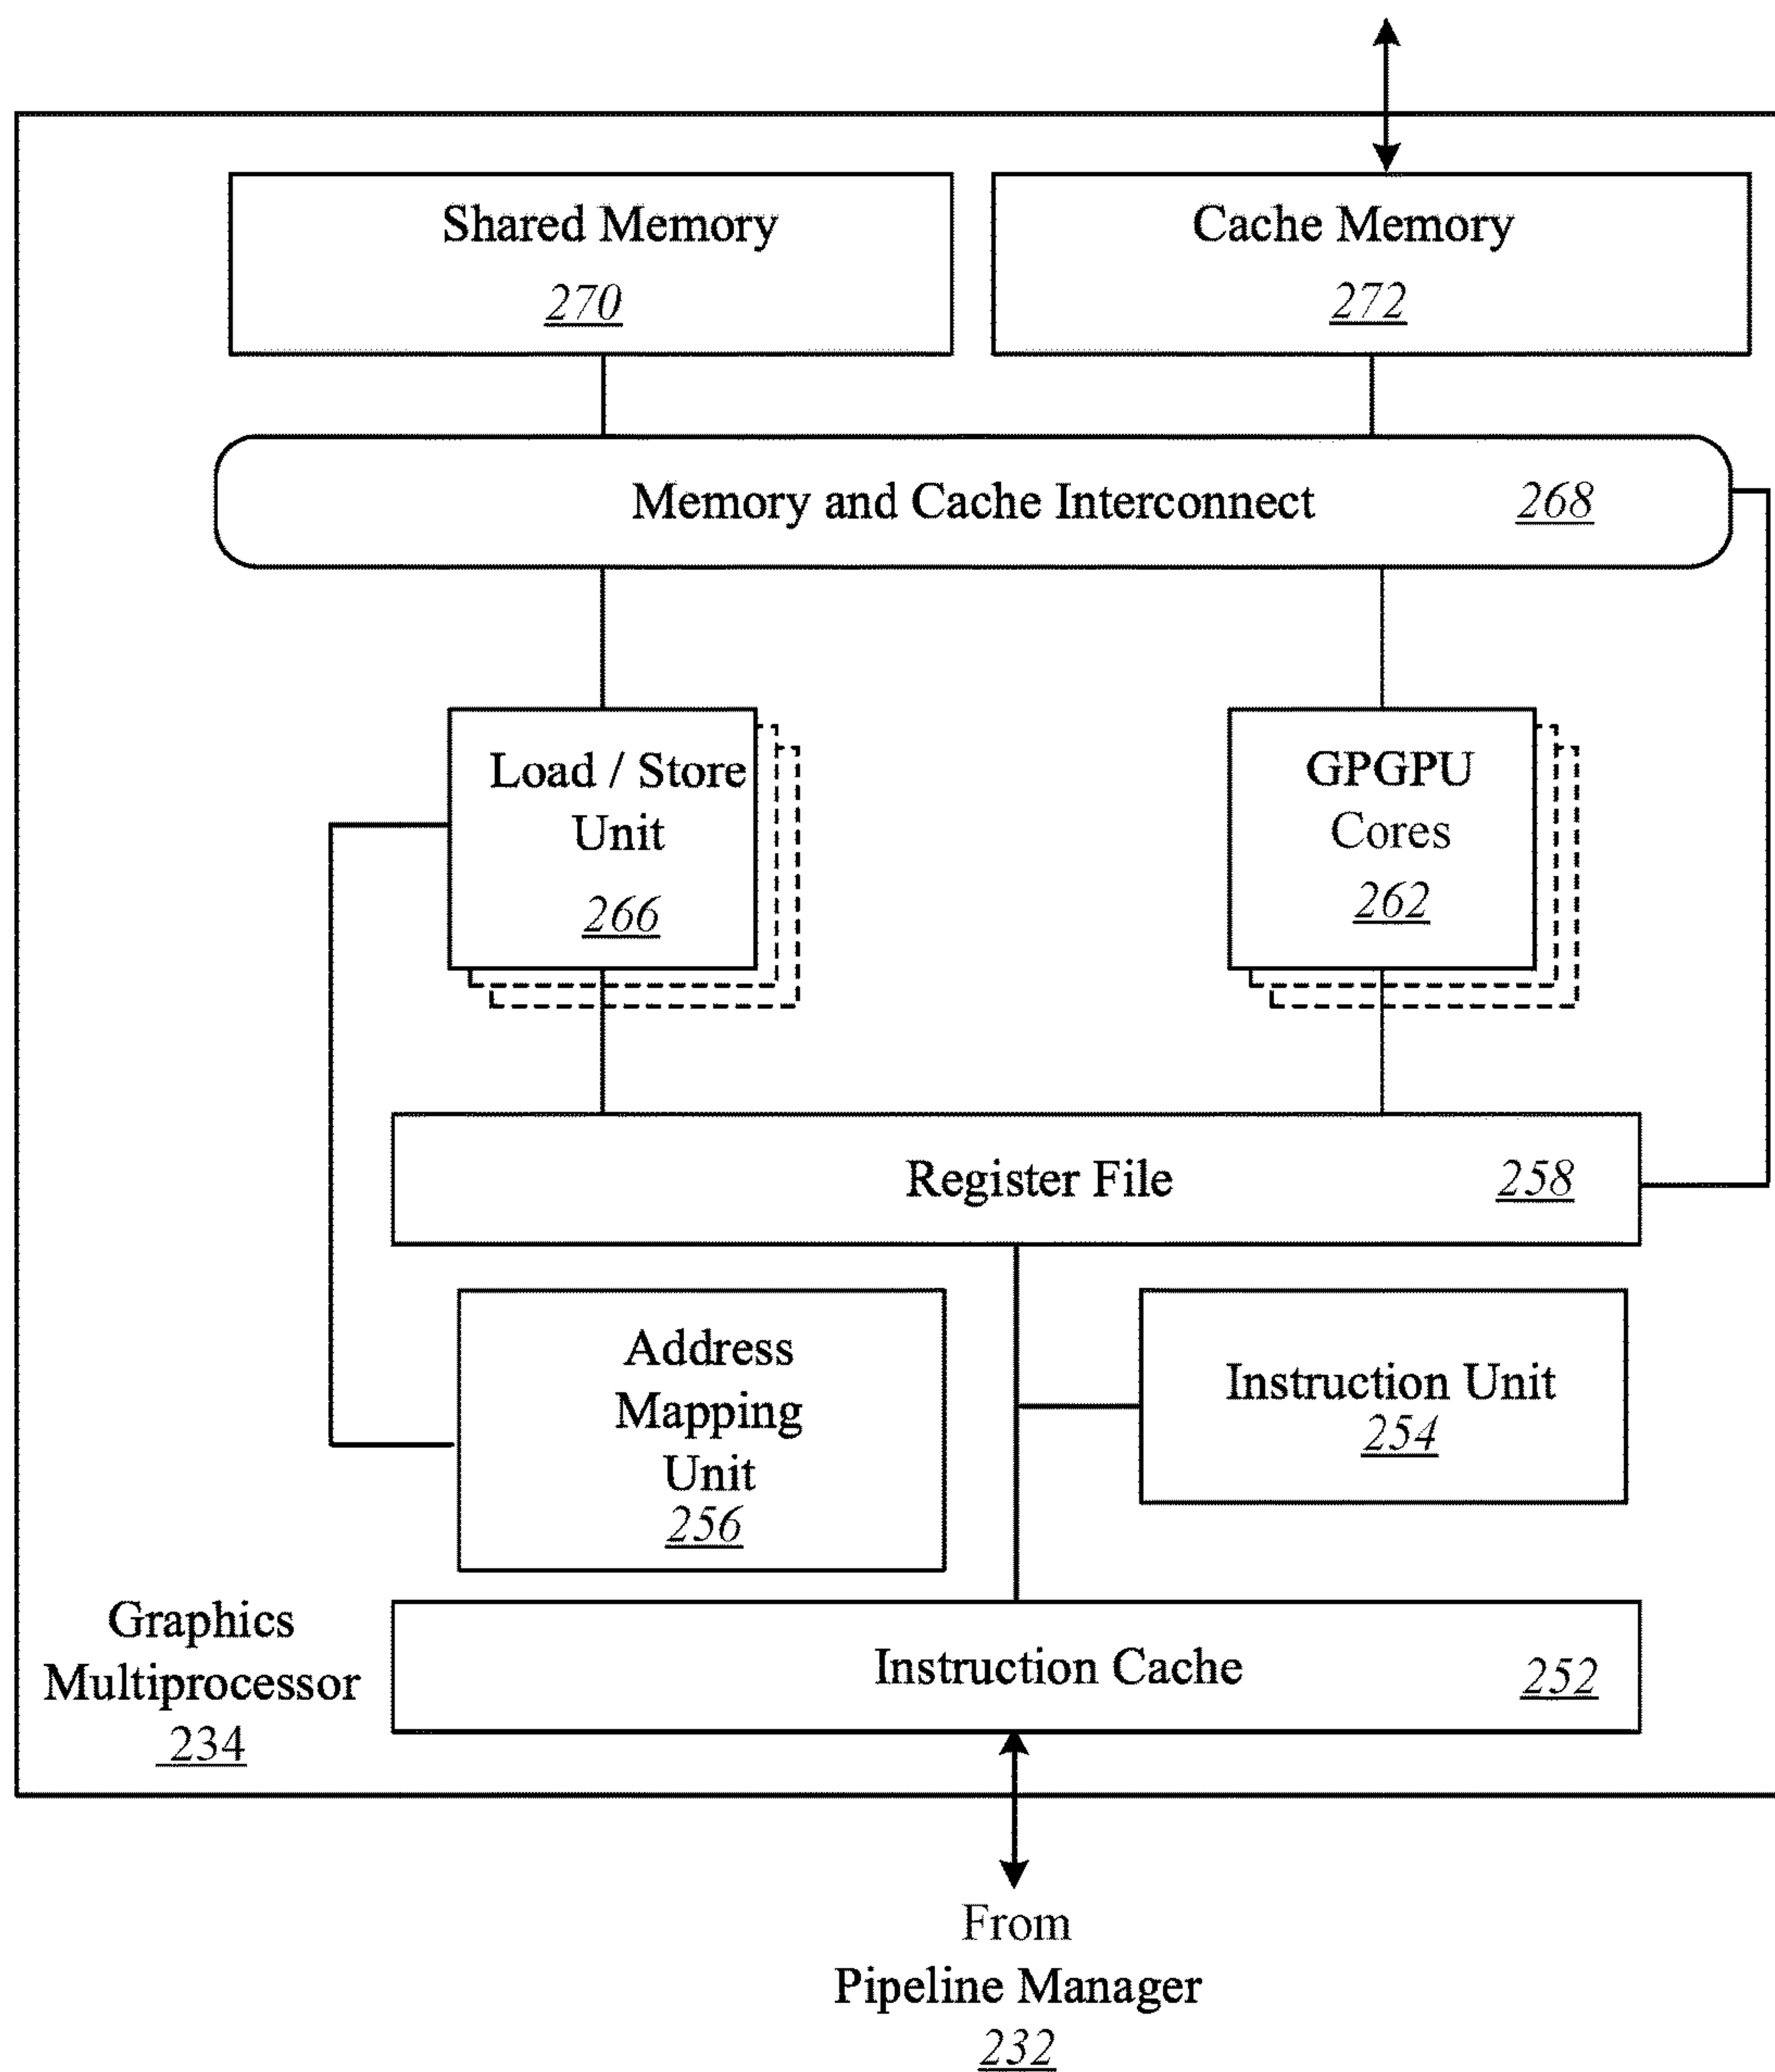 Shared Memory
270
Cache Memory
272
Memory and Cache Interconnect 268
Load / Store
Unit
266
GPGPU
Cores
262
Register File 258
Address
Mapping
Unit
256
Instruction Unit
254
Graphics
Multiprocessor
234
Instruction Cache 252
From
Pipeline Manager
232